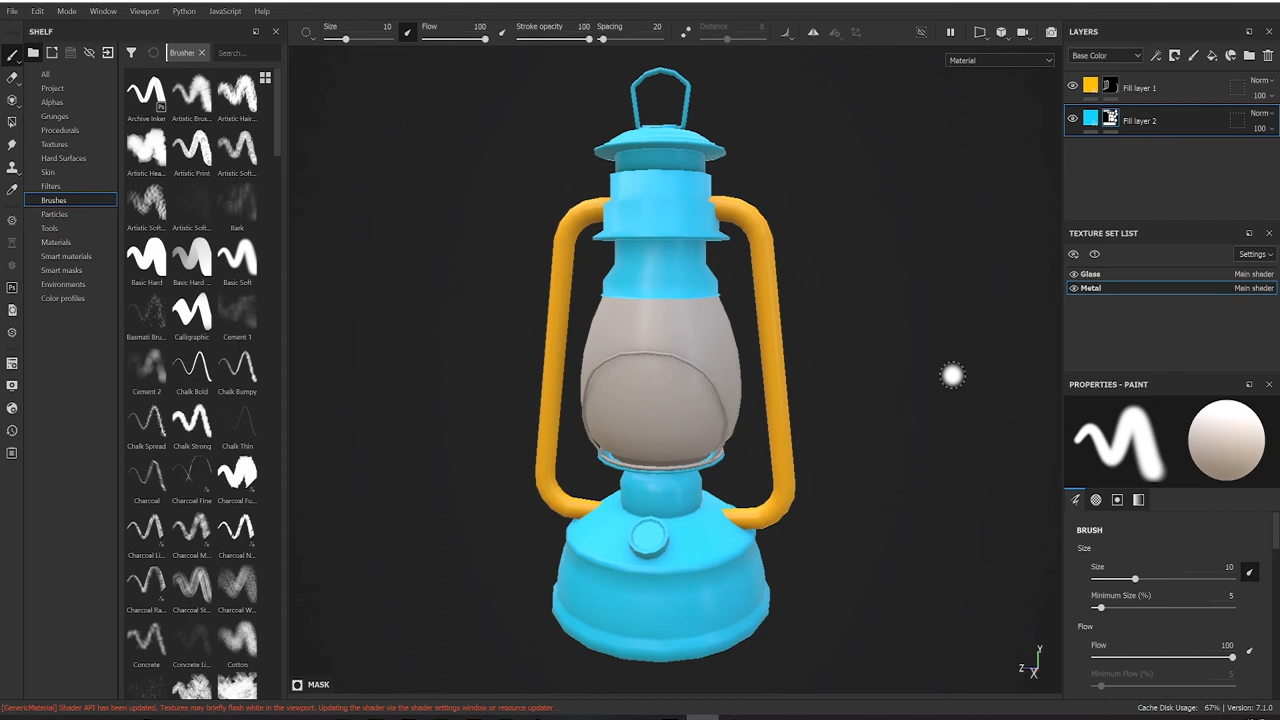 File Edit Mode Window Viewport Python JavaScript Help
SHELF
Size 10 Flow 100 Stroke opacity 100 Spacing 20 Distance 8
Brushes Search...
All
Project
Alphas
Grunges
Procedurals
Textures
Hard Surfaces
Skin
Filters
Brushes
Particles
Tools
Materials
Smart materials
Smart masks
Environments
Color profiles
Archive Inker Artistic Brus... Artistic Hair...
Artistic Hea... Artistic Print Artistic Soft...
Artistic Soft... Artistic Soft... Bark
Basic Hard Basic Hard ... Basic Soft
Basmati Bru... Calligraphic Cement 1
Cement 2 Chalk Bold Chalk Bumpy
Chalk Spread Chalk Strong Chalk Thin
Charcoal Charcoal Fine Charcoal Fu...
Charcoal Li... Charcoal M... Charcoal N...
Charcoal Ra... Charcoal St... Charcoal W...
Concrete Concrete Li... Cotton
Material
MASK
Y
Z X
LAYERS
Base Color
Fill layer 1 Norm
100
Fill layer 2 Norm
100
TEXTURE SET LIST
Settings
Glass Main shader
Metal Main shader
PROPERTIES - PAINT
BRUSH
Size
Size 10
Minimum Size (%) 5
Flow
Flow 100
Minimum Flow (%) 5
[GenericMaterial] Shader API has been updated. Textures may briefly flash white in the viewport. Updating the shader via the shader settings window or resource updater ...
Cache Disk Usage: 67% | Version: 7.1.0